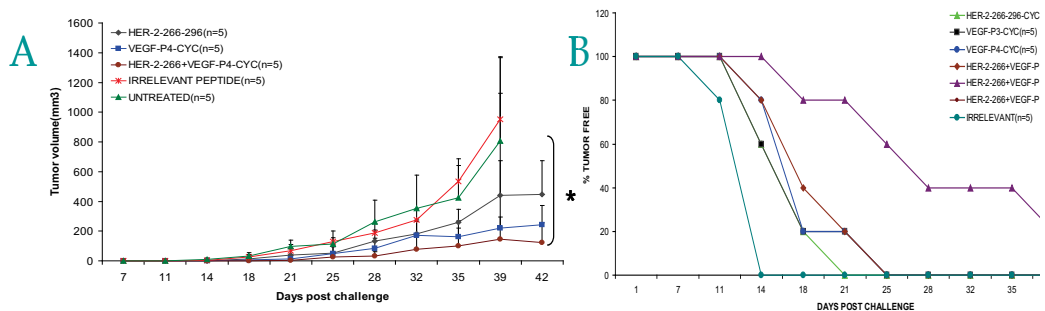 A
Tumor volume(mm3)
1600
1400
1200
1000
800
600
400
200
0
HER-2-266-296(n=5)
VEGF-P4-CYC(n=5)
HER-2-266+VEGF-P4-CYC(n=5)
IRRELEVANT PEPTIDE(n=5)
UNTREATED(n=5)
*
7 11 14 18 21 25 28 32 35 39 42
Days post challenge
B
% TUMOR FREE
120
100
80
60
40
20
0
HER-2-266-296-CYC
VEGF-P3-CYC(n=5)
VEGF-P4-CYC(n=5)
HER-2-266+VEGF-P
HER-2-266+VEGF-P
HER-2-266+VEGF-P
IRRELEVANT(n=5)
1 7 11 14 18 21 25 28 32 35
DAYS POST CHALLENGE